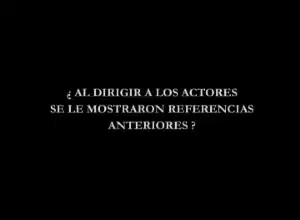 ¿ AL DIRIGIR A LOS ACTORES
SE LE MOSTRARON REFERENCIAS
ANTERIORES ?